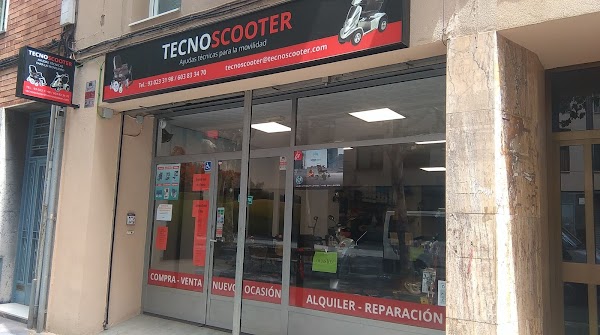 TECNOSCOOTER
Ayudas técnicas para la movilidad
Tel. 93 023 31 98 / 603 83 34 70
tecnoscooter@tecnoscooter.com
TECNOSCOOTER
COMPRA - VENTA
NUEVO
OCASIÓN
ALQUILER - REPARACIÓN